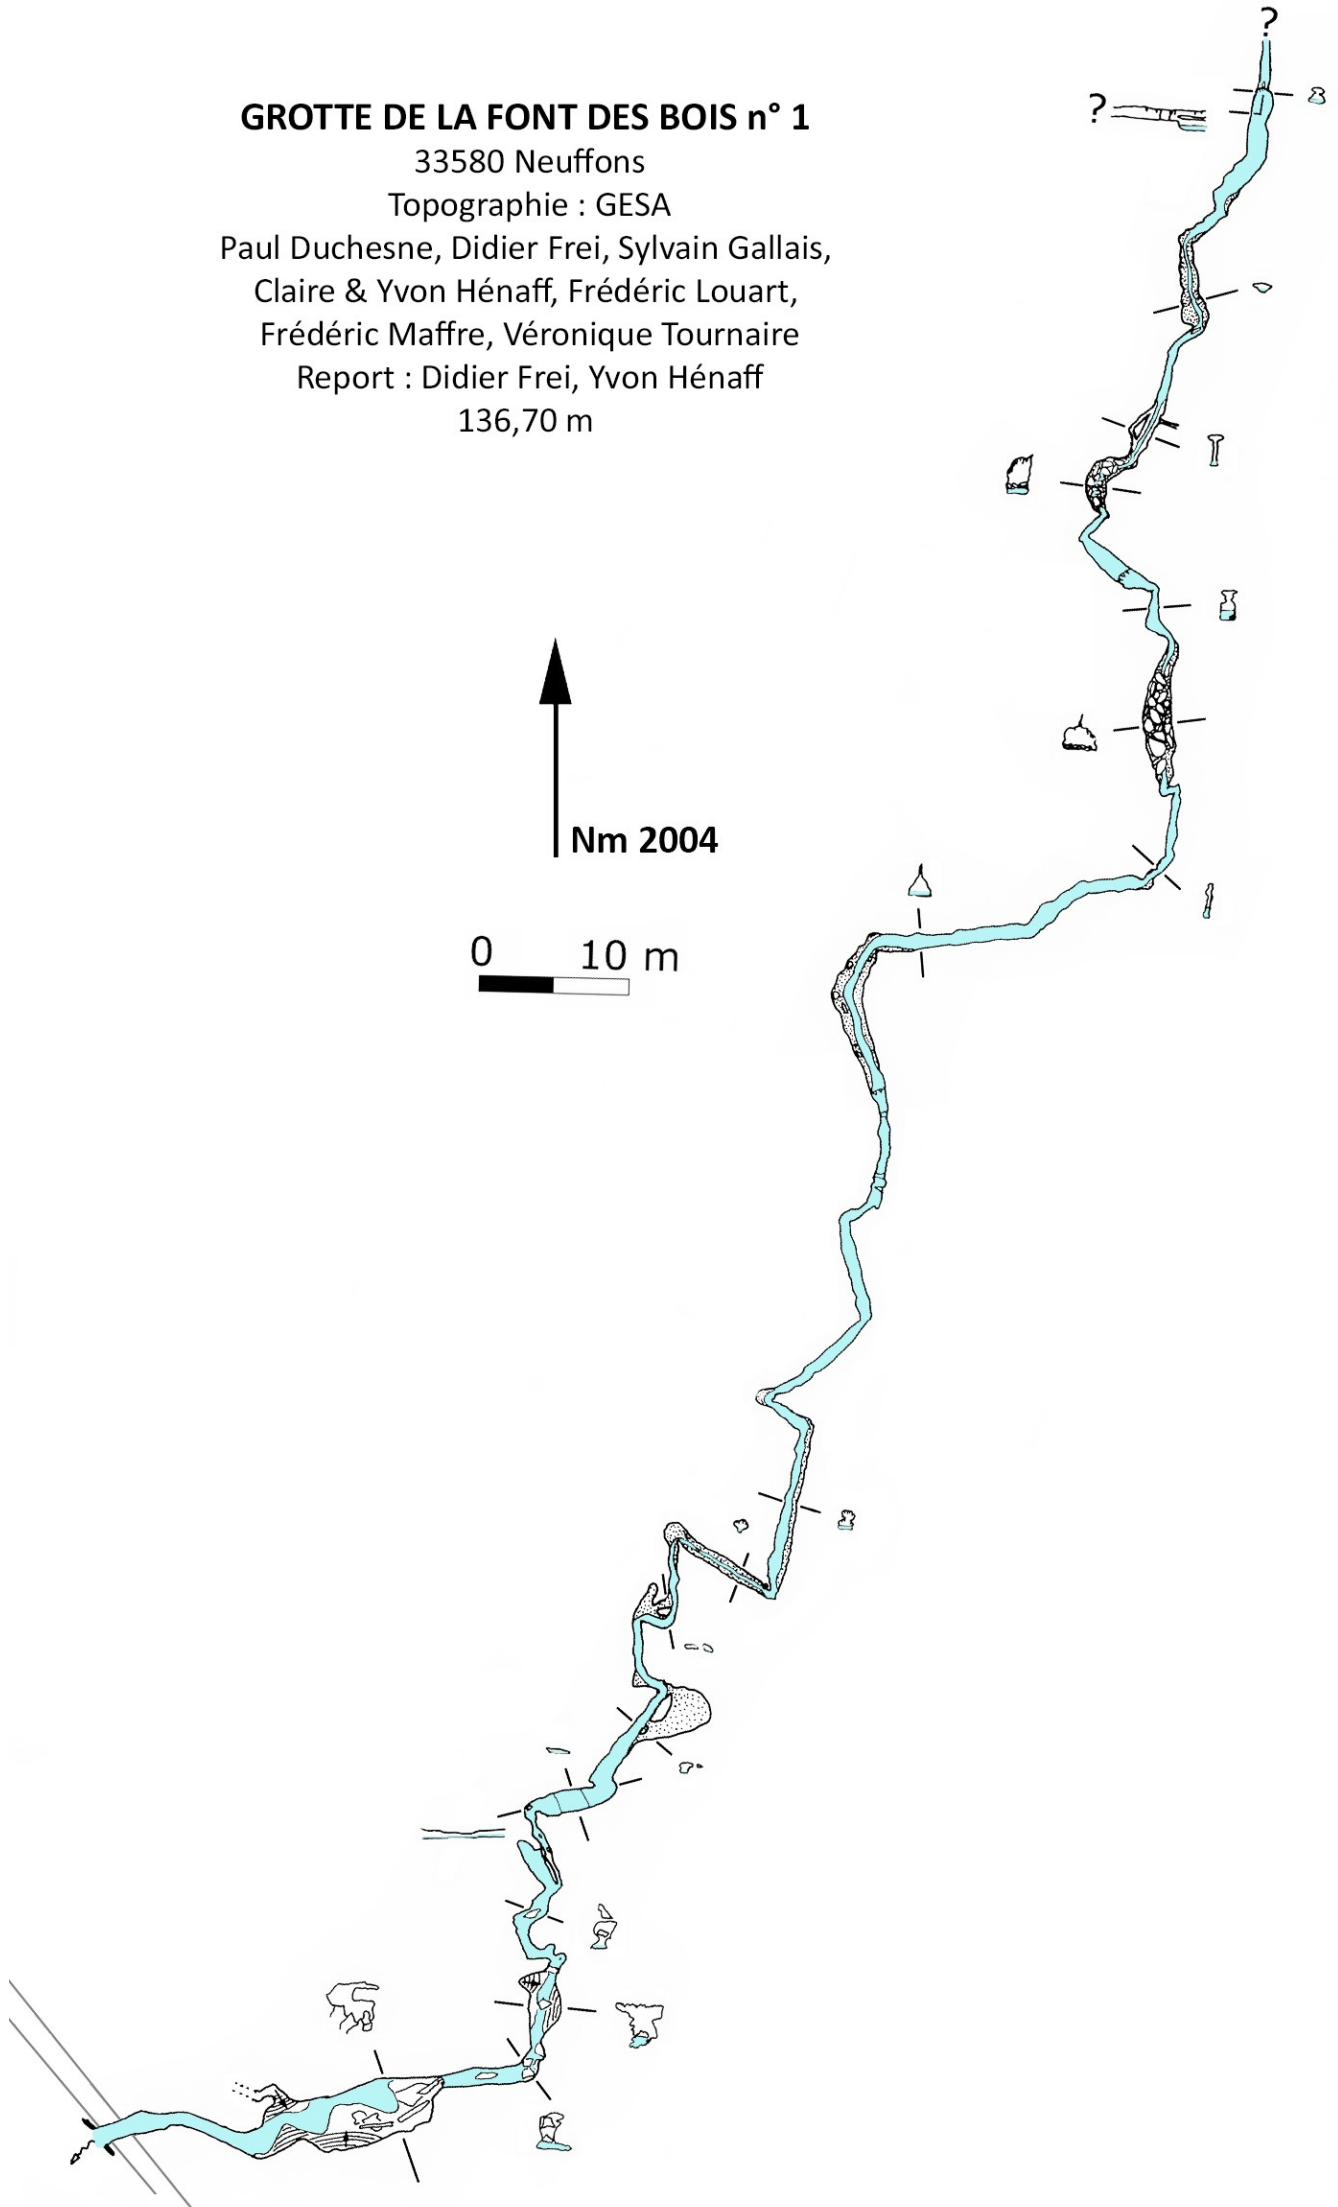 ?
?
GROTTE DE LA FONT DES BOIS n° 1
33580 Neuffons
Topographie : GESA
Paul Duchesne, Didier Frei, Sylvain Gallais,
Claire & Yvon Hénaff, Frédéric Louart,
Frédéric Maffre, Véronique Tournaire
Report : Didier Frei, Yvon Hénaff
136,70 m
Nm 2004
0 10 m